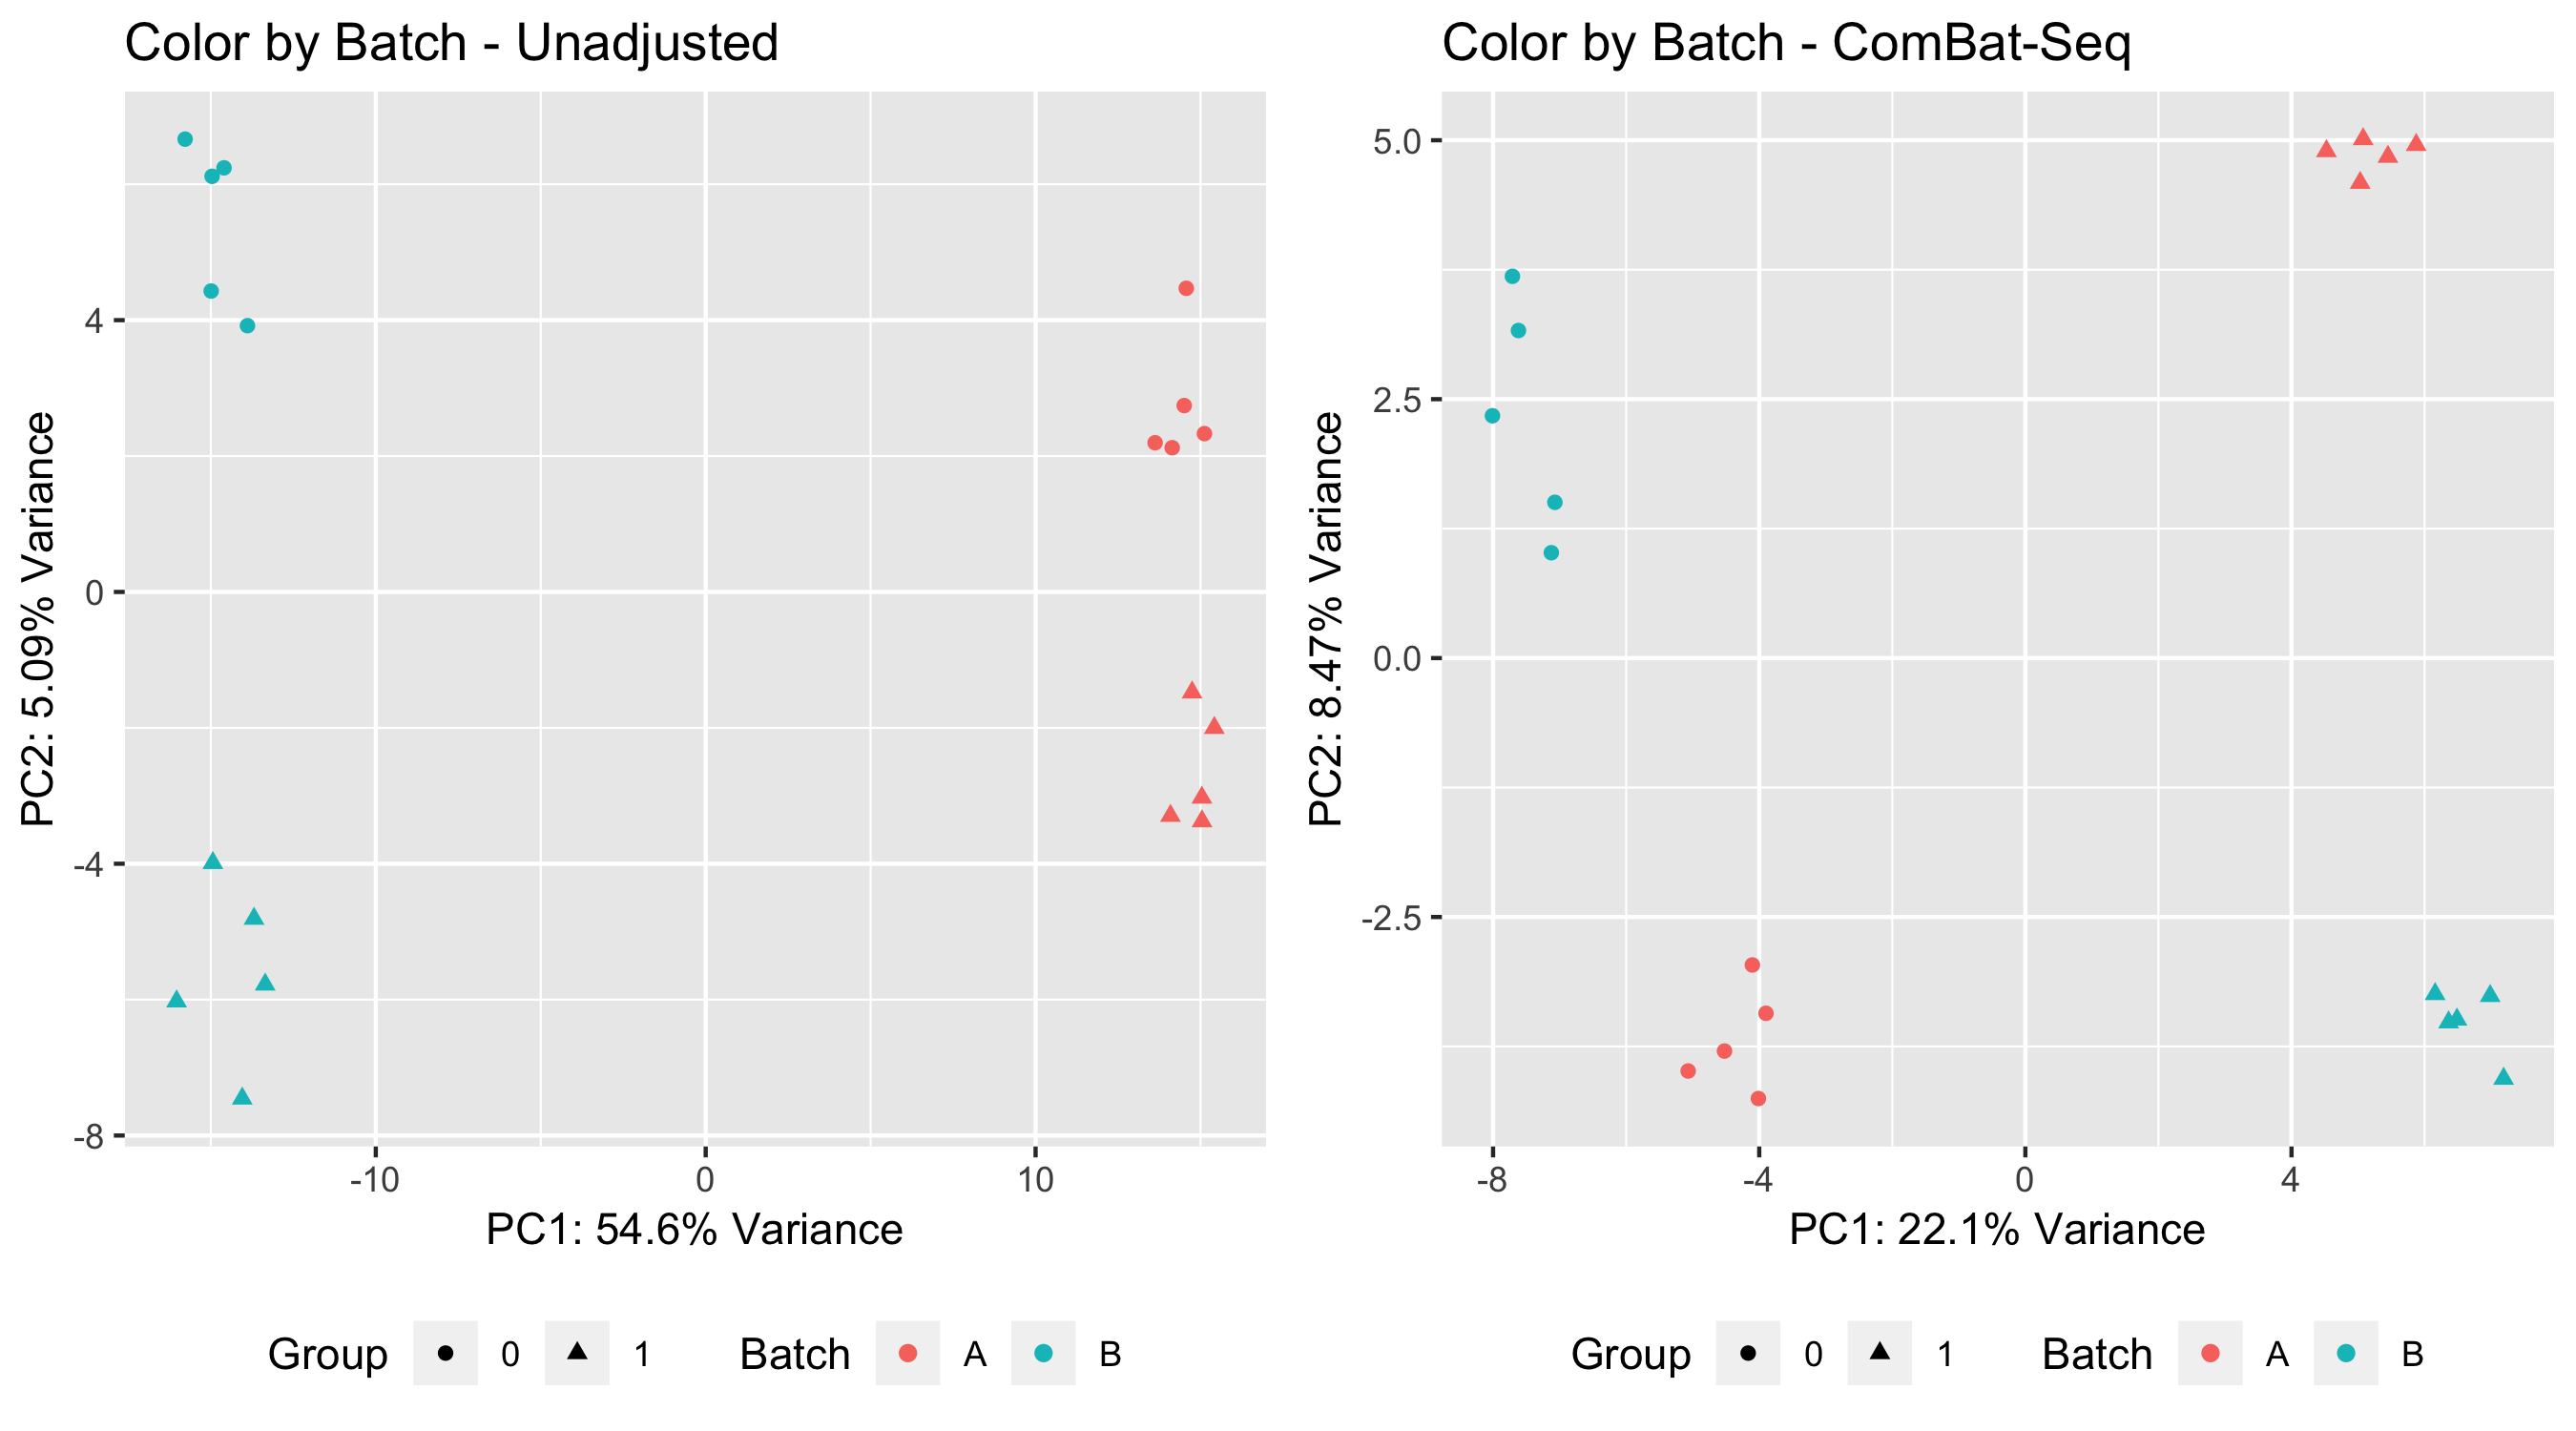 Color by Batch - Unadjusted
PC2: 5.09% Variance
4
0
-4
-8
-10 0 10
PC1: 54.6% Variance
Group 0 1 Batch A B
Color by Batch - ComBat-Seq
PC2: 8.47% Variance
5.0
2.5
0.0
-2.5
-8 -4 0 4
PC1: 22.1% Variance
Group 0 1 Batch A B